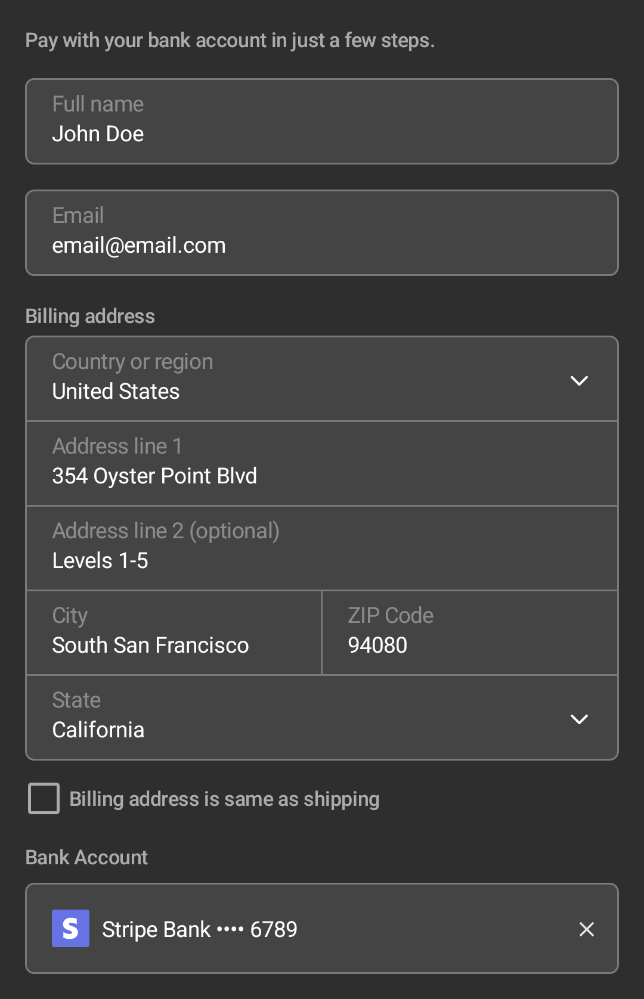 Pay with your bank account in just a few steps.
Full name
John Doe
Email
email@email.com
Billing address
Country or region
United States
Address line 1
354 Oyster Point Blvd
Address line 2 (optional)
Levels 1-5
City
South San Francisco
ZIP Code
94080
State
California
Billing address is same as shipping
Bank Account
S Stripe Bank •••• 6789